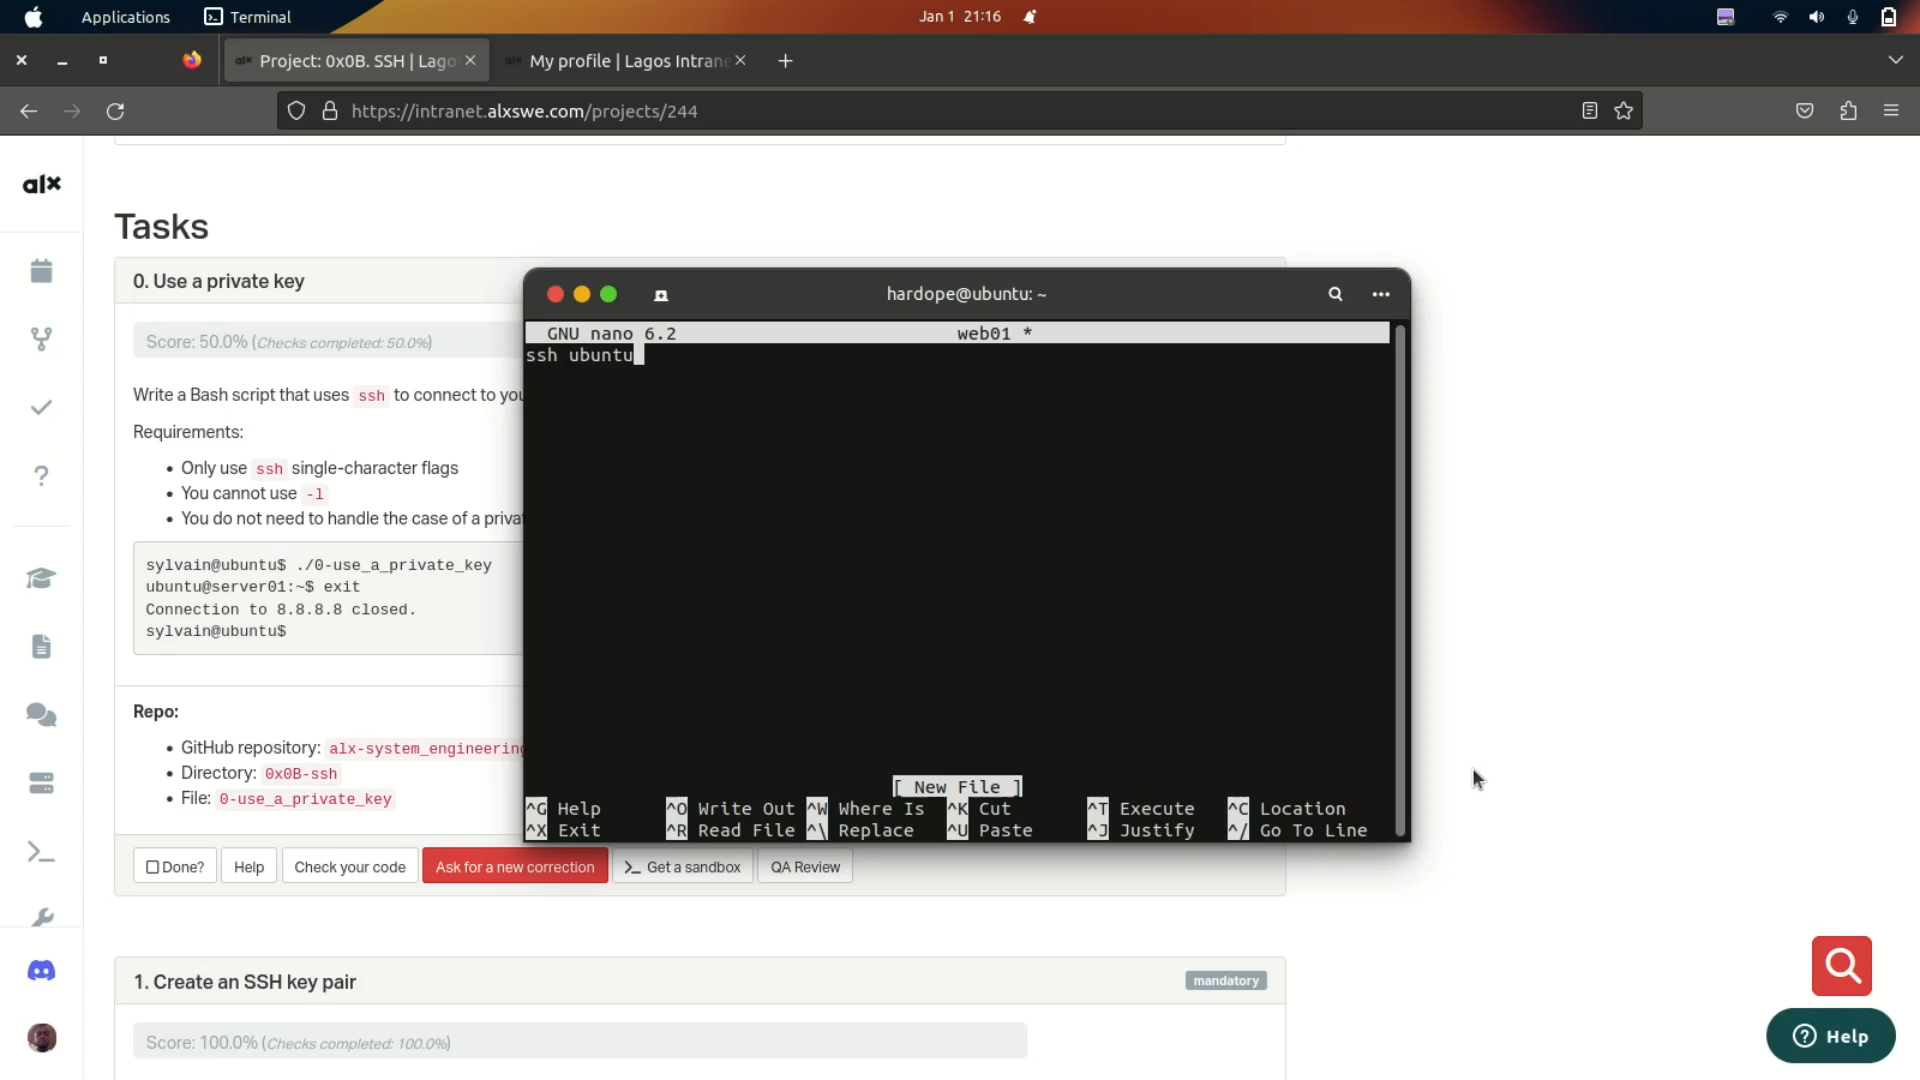 Applications
Terminal
Jan 1 21:16
Project: 0x0B. SSH | Lago
My profile | Lagos Intrane
https://intranet.alxswe.com/projects/244
alx
Tasks
0. Use a private key
Score: 50.0% (Checks completed: 50.0%)
Write a Bash script that uses ssh to connect to you
Requirements:
• Only use ssh single-character flags
• You cannot use -l
• You do not need to handle the case of a priva
sylvain@ubuntu$ ./0-use_a_private_key
ubuntu@server01:~$ exit
Connection to 8.8.8.8 closed.
sylvain@ubuntu$
Repo:
• GitHub repository: alx-system_engineering
• Directory: 0x0B-ssh
• File: 0-use_a_private_key
Done?
Help
Check your code
Ask for a new correction
Get a sandbox
QA Review
1. Create an SSH key pair
mandatory
Score: 100.0% (Checks completed: 100.0%)
hardope@ubuntu: ~
GNU nano 6.2 web01 *
ssh ubuntu
[ New File ]
^G Help ^O Write Out ^W Where Is ^K Cut ^T Execute ^C Location
^X Exit ^R Read File ^\ Replace ^U Paste ^J Justify ^/ Go To Line
Help